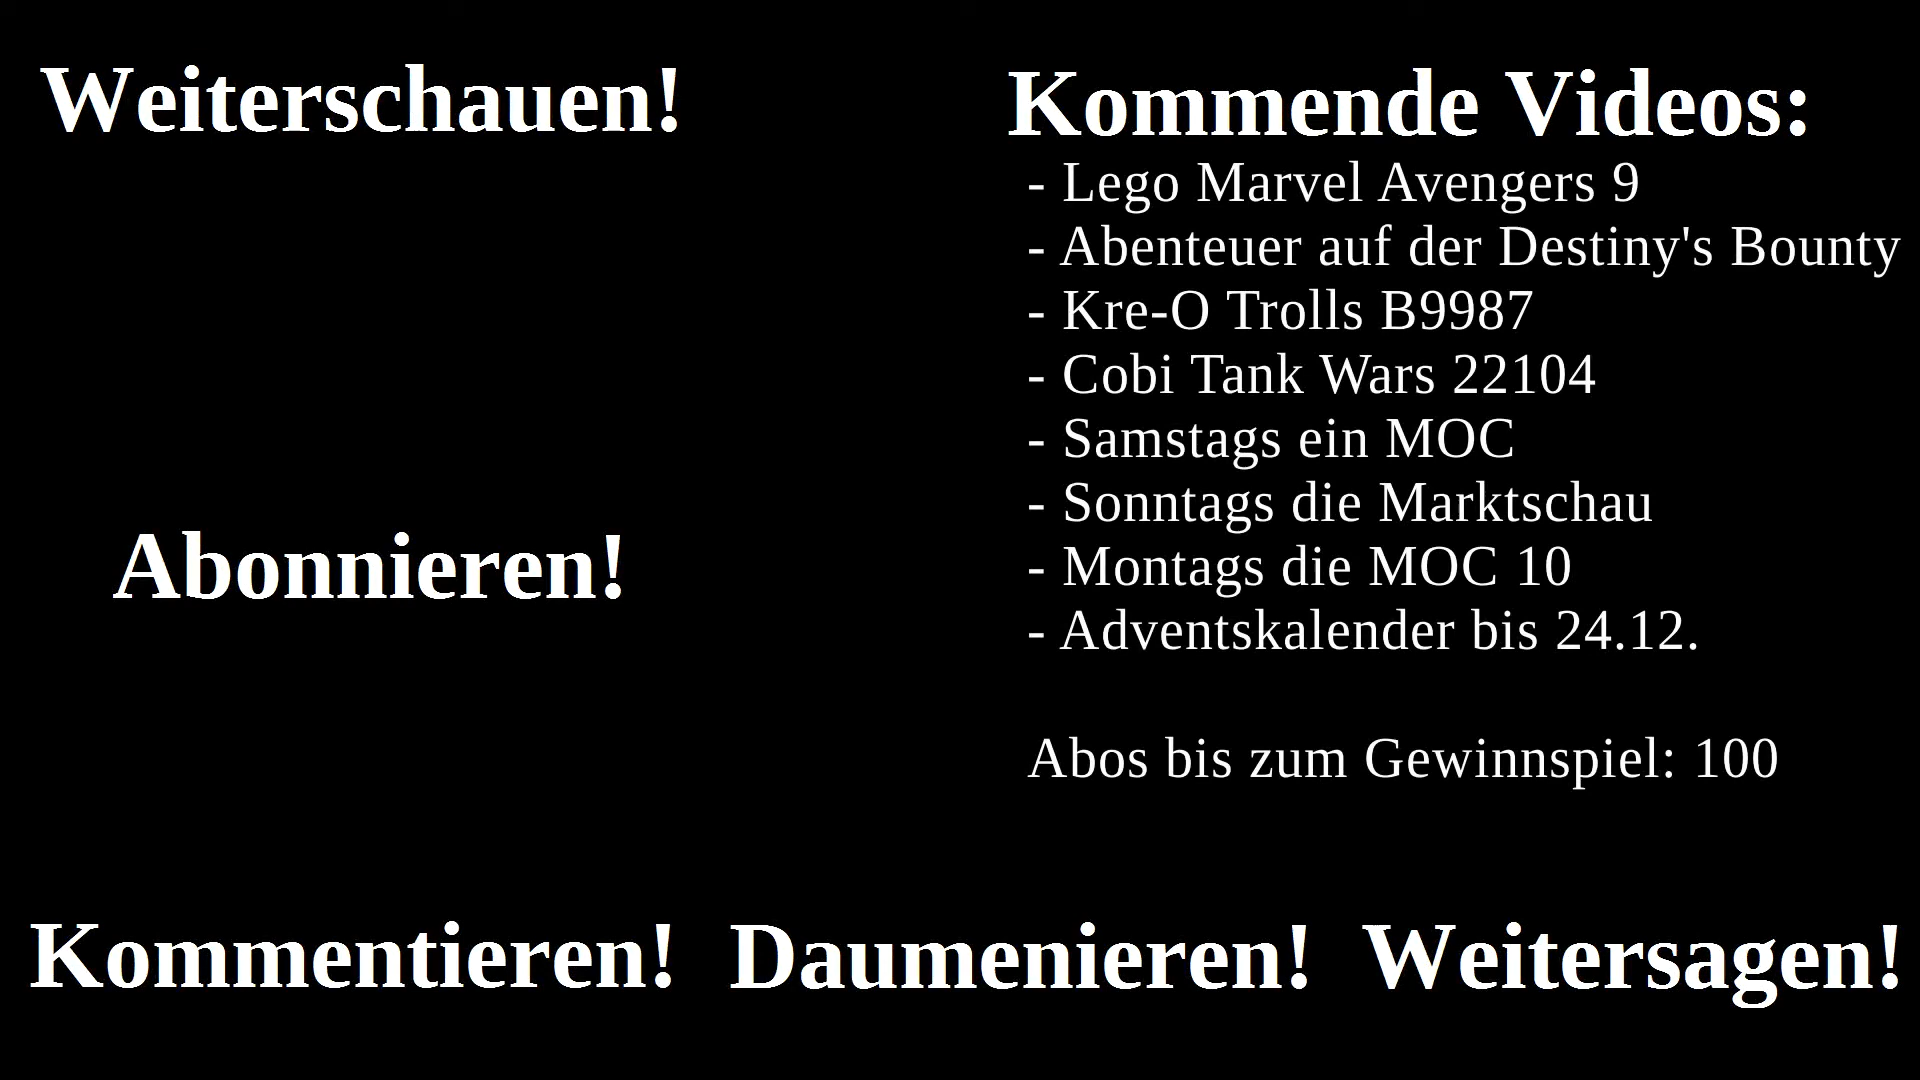 Weiterschauen!
Kommende Videos:
- Lego Marvel Avengers 9
- Abenteuer auf der Destiny's Bounty
- Kre-O Trolls B9987
- Cobi Tank Wars 22104
- Samstags ein MOC
- Sonntags die Marktschau
- Montags die MOC 10
- Adventskalender bis 24.12.
Abos bis zum Gewinnspiel: 100
Abonnieren!
Kommentieren! Daumenieren! Weitersagen!